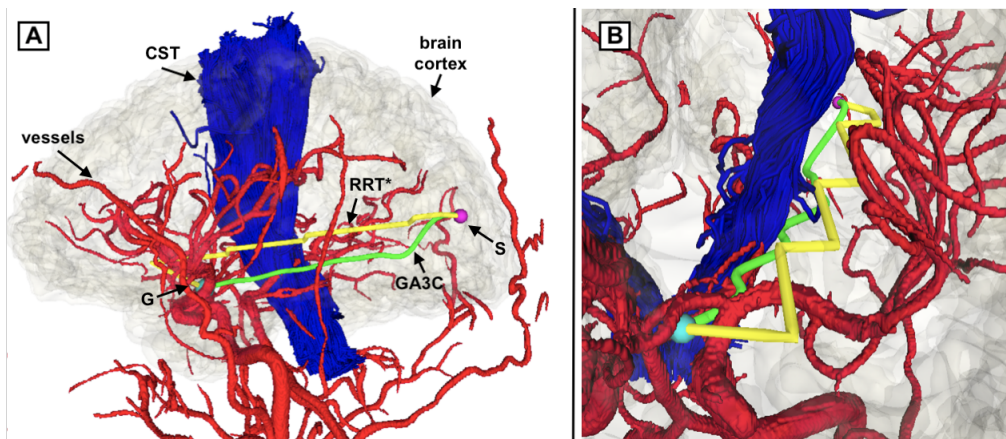 A
CST
brain
cortex
vessels
RRT*
S
G
GA3C
B